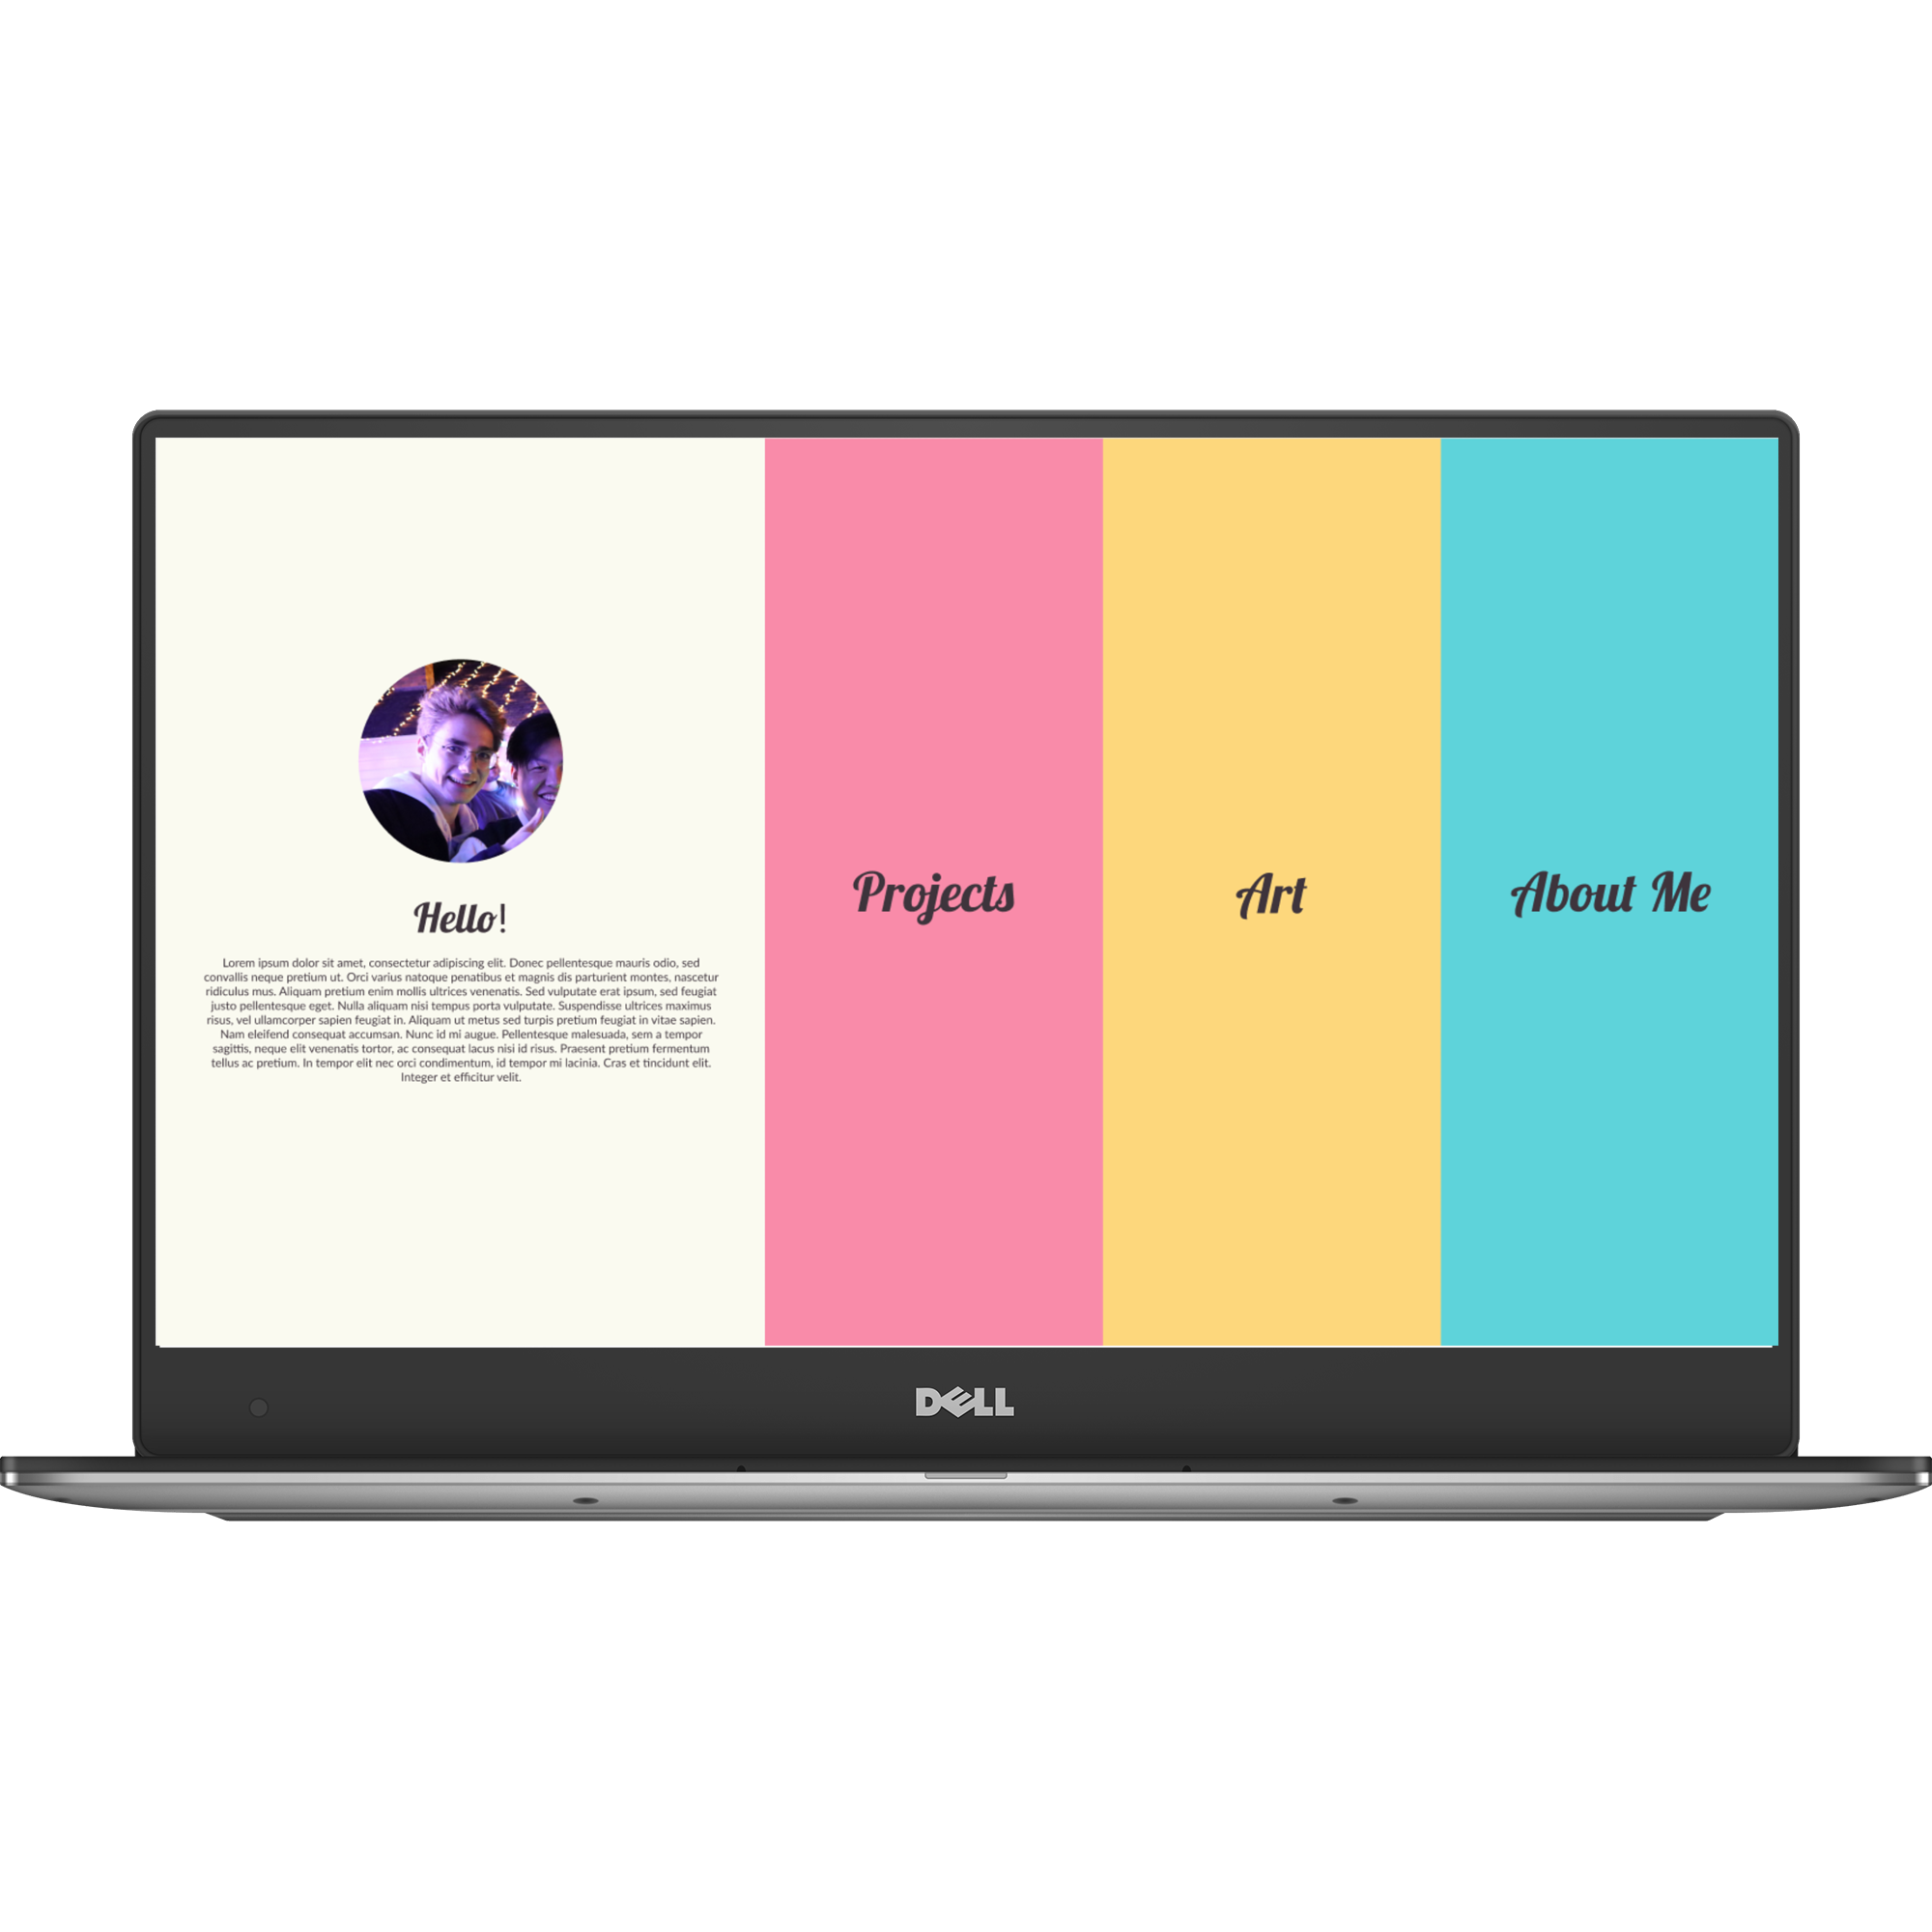 Hello!
Lorem ipsum dolor sit amet, consectetur adipiscing elit. Donec pellentesque mauris odio, sed
convallis neque pretium ut. Orci varius natoque penatibus et magnis dis parturient montes, nascetur
ridiculus mus. Aliquam pretium enim mollis ultrices venenatis. Sed vulputate erat ipsum, sed feugiat
justo pellentesque eget. Nulla aliquam nisi tempus porta vulputate. Suspendisse ultrices maximus
risus, vel ullamcorper sapien feugiat in. Aliquam ut metus sed turpis pretium feugiat in vitae sapien.
Nam eleifend consequat accumsan. Nunc id mi augue. Pellentesque malesuada, sem a tempor
sagittis, neque elit venenatis tortor, ac consequat lacus nisi id risus. Praesent pretium fermentum
tellus ac pretium. In tempor elit nec orci condimentum, id tempor mi lacinia. Cras et tincidunt elit.
Integer et efficitur velit.
Projects
Art
About Me
DELL